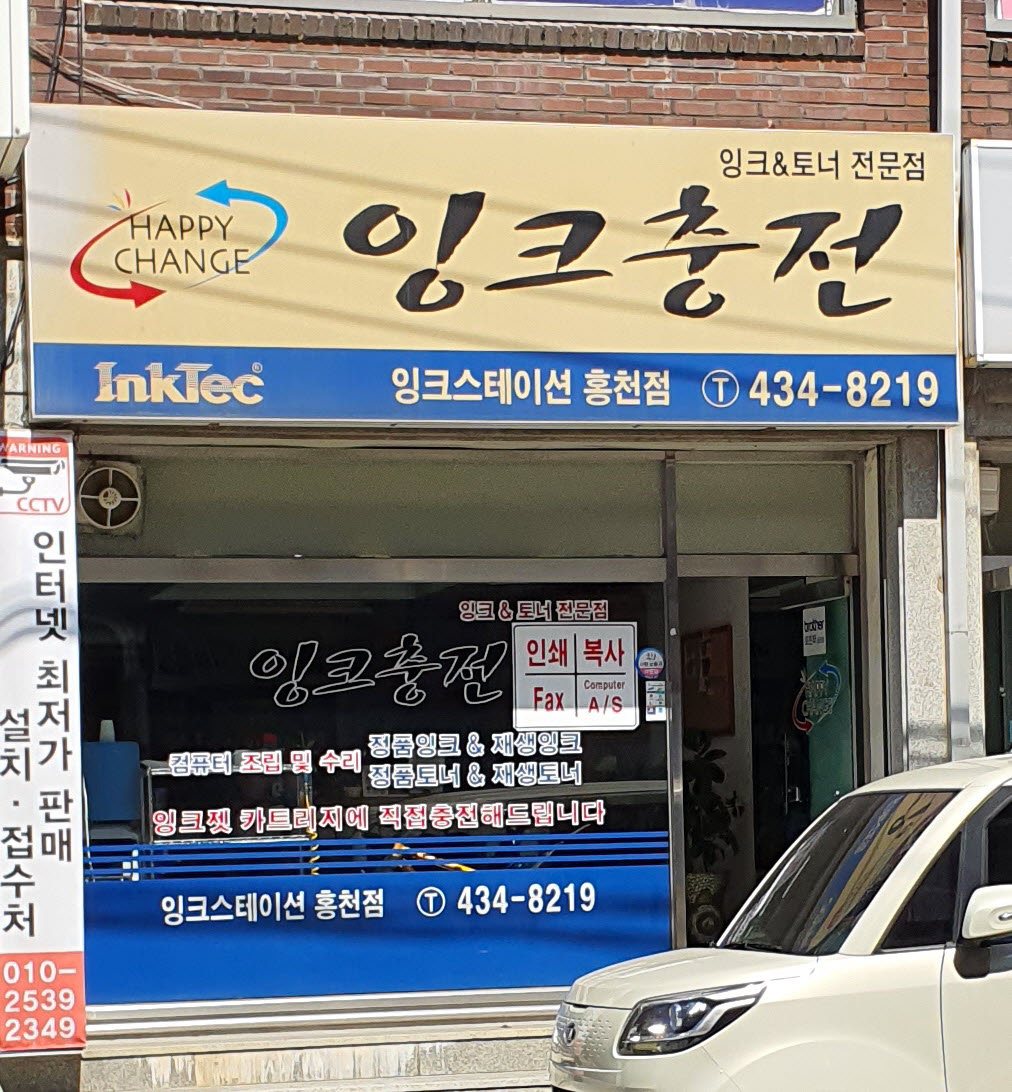 잉크&토너 전문점
HAPPY
CHANGE
잉크충전
InkTec®
잉크스테이션 홍천점 Ⓣ 434-8219
WARNING
CCTV
인터넷 최저가 판매
설치·접수처
010-
2539
2349
잉크 & 토너 전문점
잉크충전
인쇄 복사
Fax Computer A/S
컴퓨터 조립 및 수리
정품잉크 & 재생잉크
정품토너 & 재생토너
잉크젯 카트리지에 직접충전해드립니다
잉크스테이션 홍천점 Ⓣ 434-8219
brother
HAPPY
CHANGE